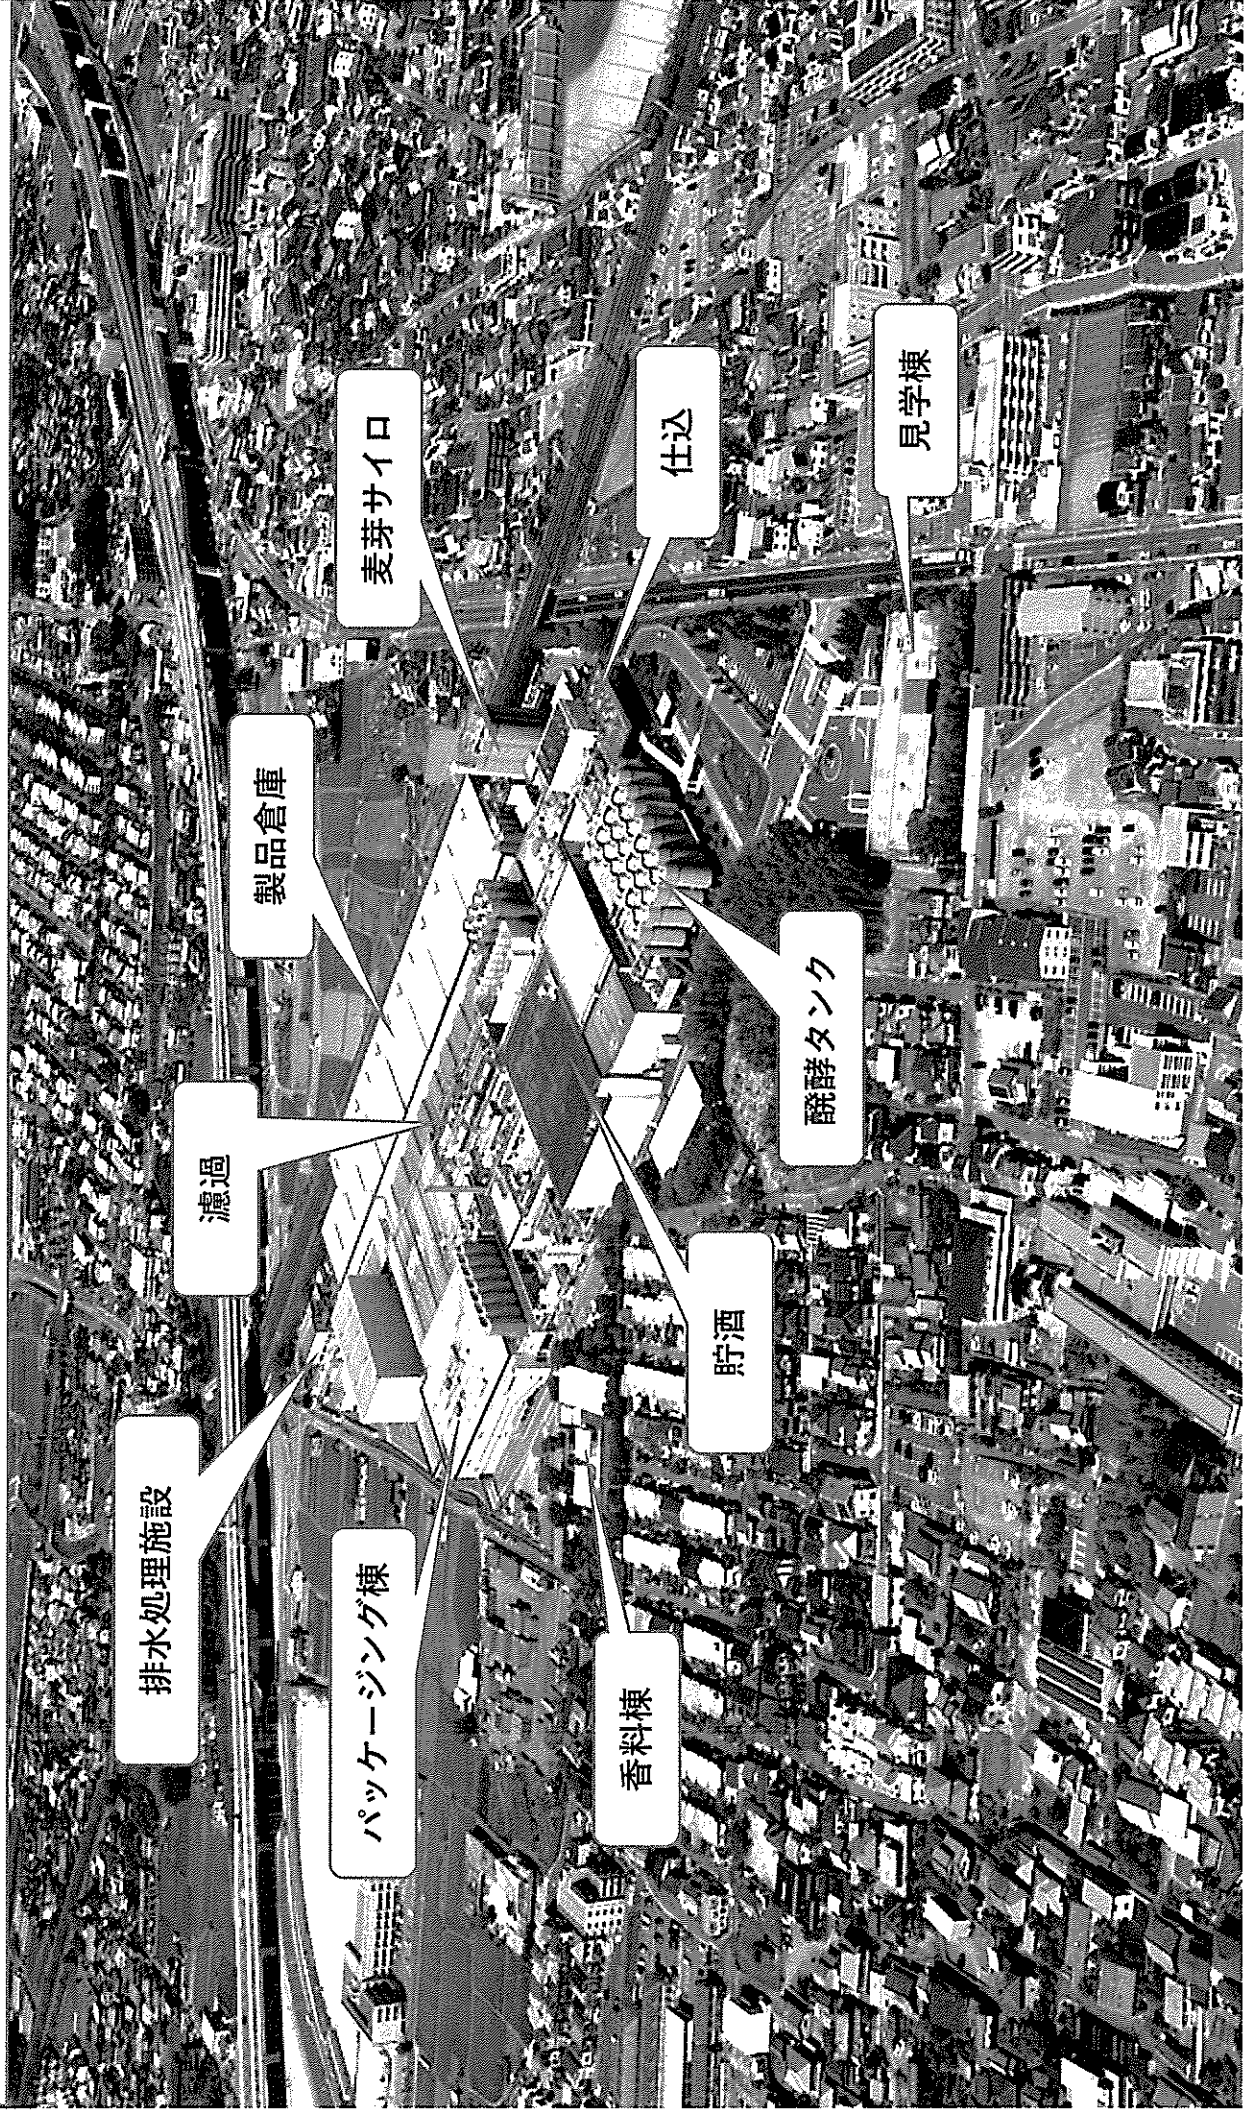 排水処理施設
濾過
製品倉庫
パッケージング棟
麦芽サイロ
香料棟
仕込
貯酒
醗酵タンク
見学棟